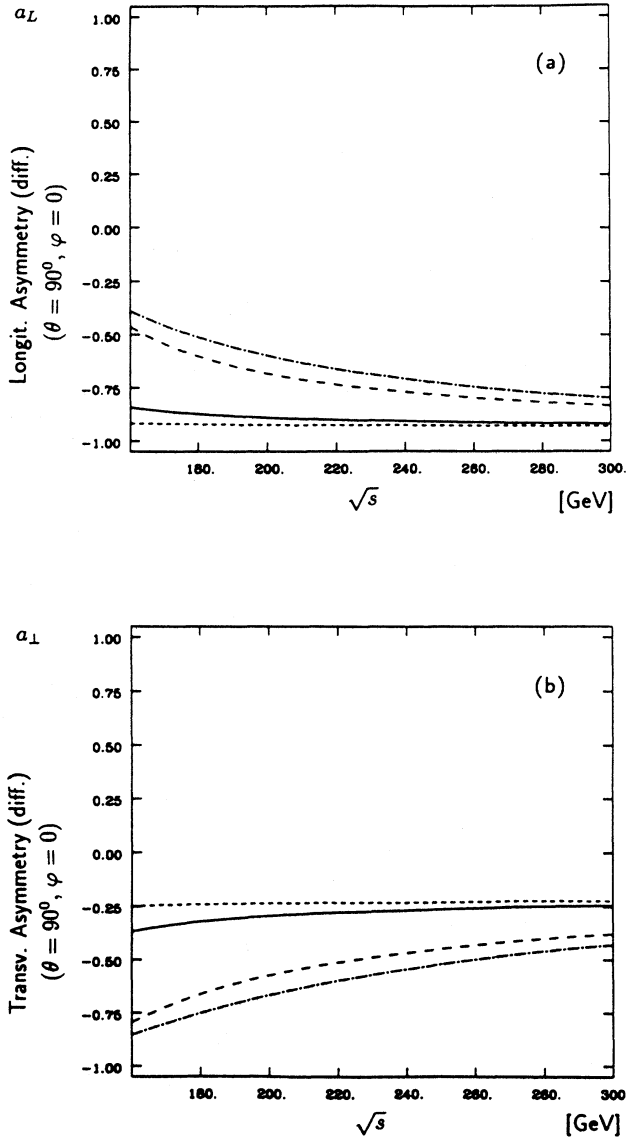 a_L
1.00
(a)
0.75
0.50
0.25
0.00
−0.25
−0.50
−0.75
−1.00
Longit. Asymmetry (diff.)
(θ = 90⁰, φ = 0)
180. 200. 220. 240. 260. 280. 300.
√s [GeV]
a_⊥
1.00
(b)
0.75
0.50
0.25
0.00
−0.25
−0.50
−0.75
−1.00
Transv. Asymmetry (diff.)
(θ = 90⁰, φ = 0)
180. 200. 220. 240. 260. 280. 300
√s [GeV]